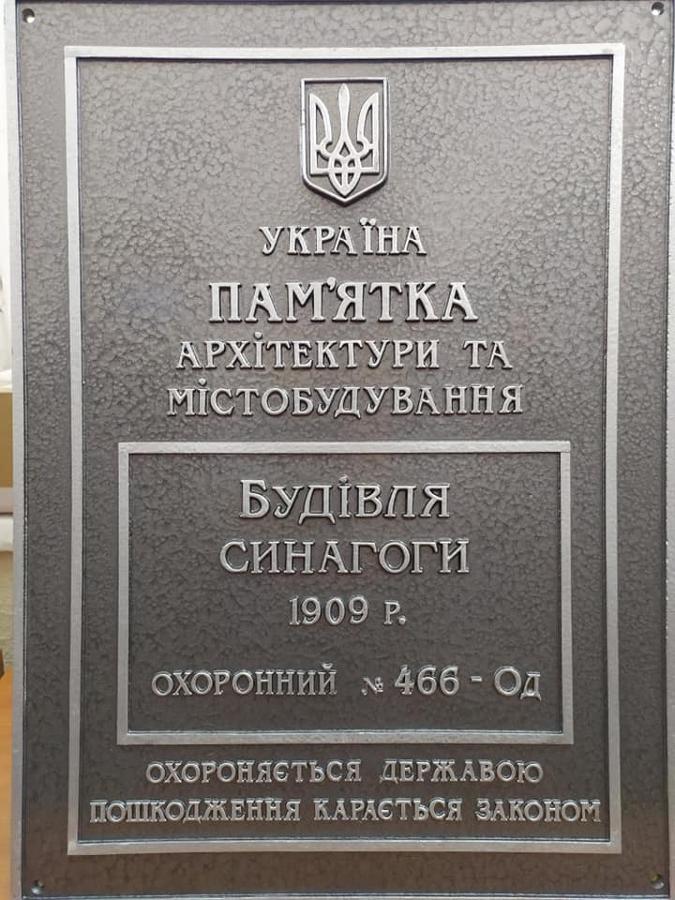 УКРАЇНА
ПАМ'ЯТКА
АРХІТЕКТУРИ ТА
МІСТОБУДУВАННЯ
БУДІВЛЯ
СИНАГОГИ
1909 Р.
ОХОРОННИЙ № 466 - Од
ОХОРОНЯЄТЬСЯ ДЕРЖАВОЮ
ПОШКОДЖЕННЯ КАРАЄТЬСЯ ЗАКОНОМ